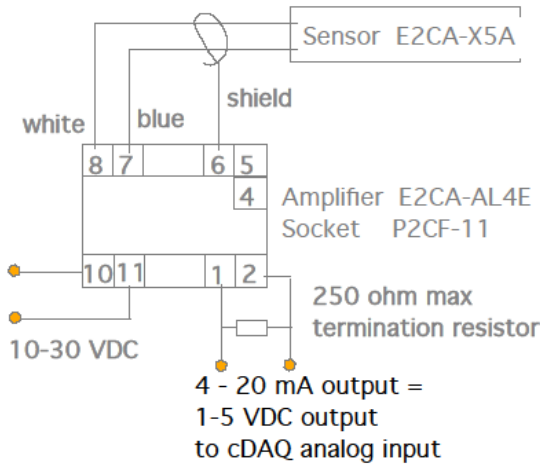 Sensor E2CA-X5A
shield
white
blue
8 7 6 5
4
Amplifier E2CA-AL4E
Socket P2CF-11
10 11 1 2
250 ohm max
termination resistor
10-30 VDC
4 - 20 mA output =
1-5 VDC output
to cDAQ analog input